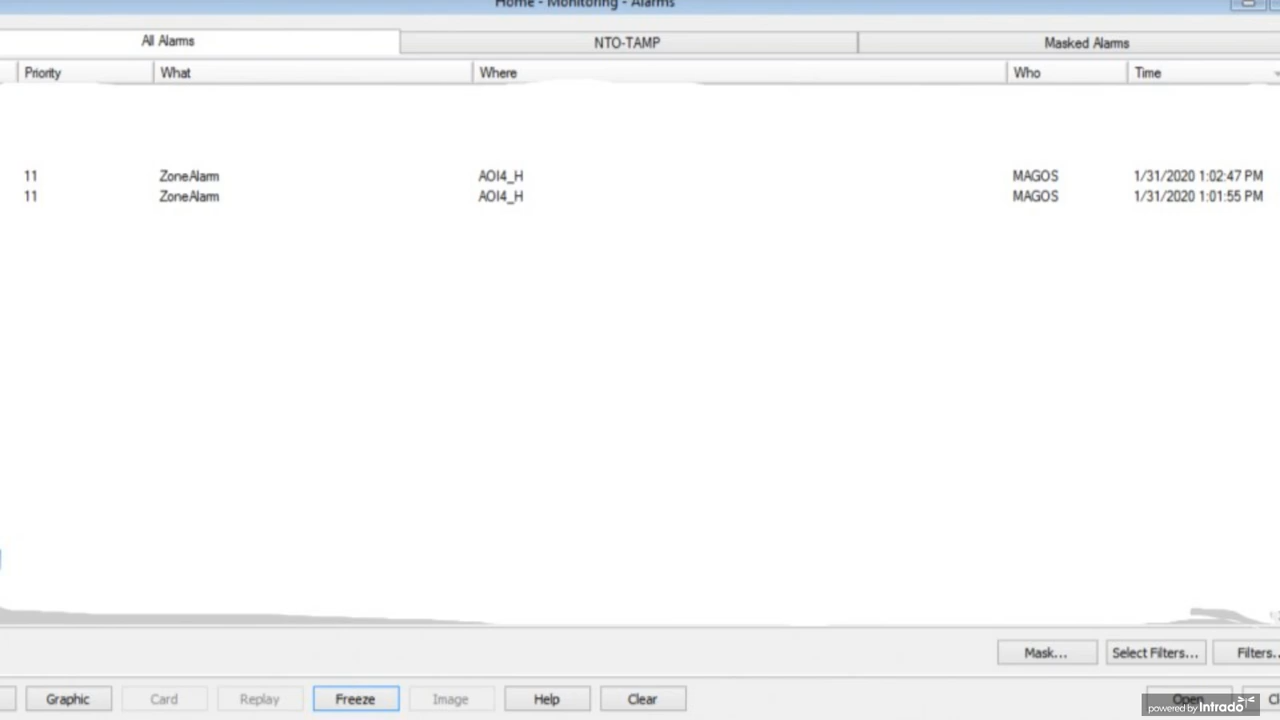 Home - Monitoring - Alarms
All Alarms NTO-TAMP Masked Alarms
Priority What Where Who Time
11 ZoneAlarm AOI4_H MAGOS 1/31/2020 1:02:47 PM
11 ZoneAlarm AOI4_H MAGOS 1/31/2020 1:01:55 PM
Mask... Select Filters... Filters..
Graphic Card Replay Freeze Image Help Clear Open Cl
powered by intrado